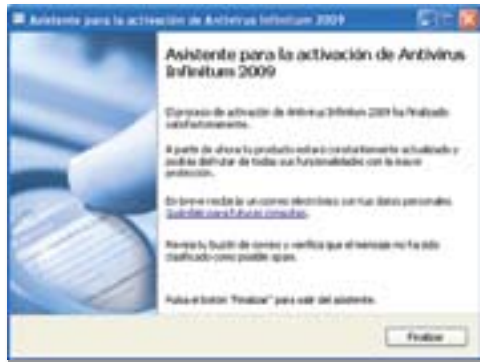 Asistente para la activación de Antivirus Infinitum 2009
Asistente para la activación de Antivirus
Infinitum 2009
El proceso de activación de Antivirus Infinitum 2009 ha finalizado
satisfactoriamente.
A partir de ahora tu producto estará constantemente actualizado y
podrás disfrutar de todas sus funcionalidades con la mayor
protección.
En breve recibirás un correo electrónico con tus datos personales.
Guárdalo para futuras consultas.
Revisa tu buzón de correo y verifica que el mensaje no ha sido
clasificado como posible spam.
Pulsa el botón "Finalizar" para salir del asistente.
Finalizar